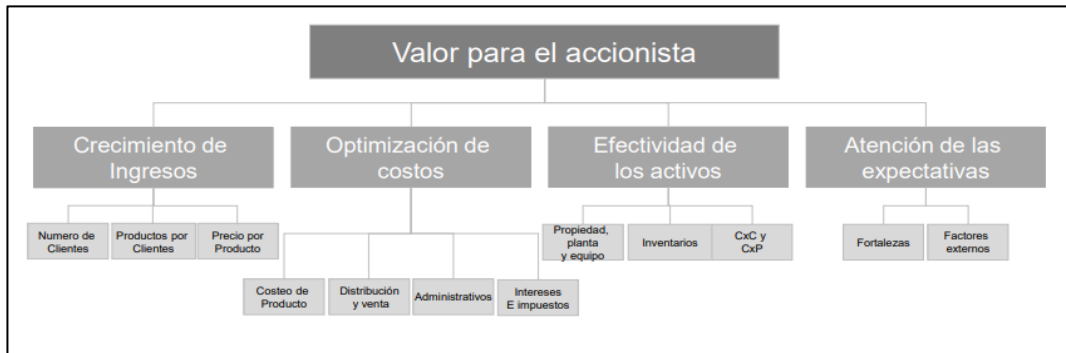 Valor para el accionista
Crecimiento de
Ingresos
Optimización de
costos
Efectividad de
los activos
Atención de las
expectativas
Numero de
Clientes
Productos por
Clientes
Precio por
Producto
Costeo de
Producto
Distribución
y venta
Administrativos
Intereses
E impuestos
Propiedad,
planta
y equipo
Inventarios
CxC y
CxP
Fortalezas
Factores
externos